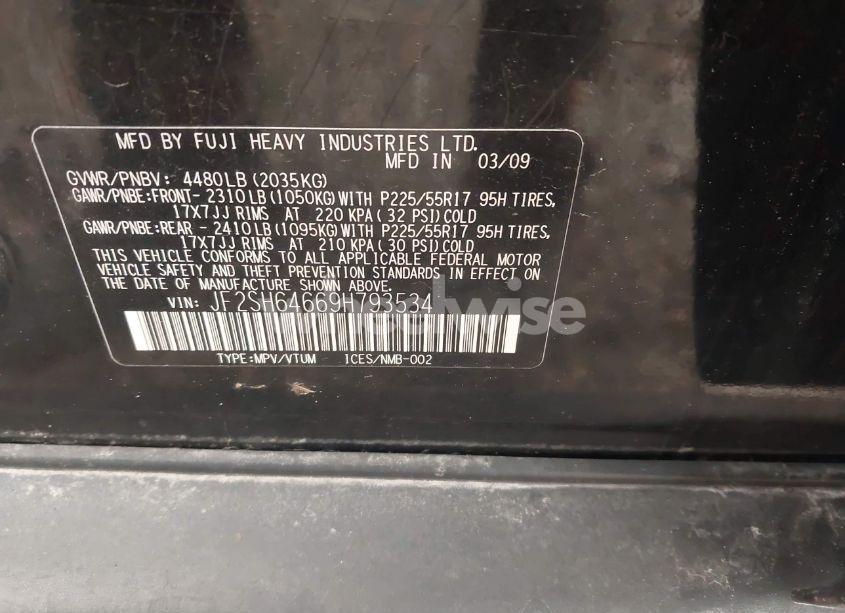 MFD BY FUJI HEAVY INDUSTRIES LTD.
MFD IN 03/09
GVWR/PNBV: 4480LB(2035KG)
GAWR/PNBE:FRONT-2310LB(1050KG)WITH P225/55R17 95H TIRES,
17X7JJ RIMS AT 220 KPA(32 PSI)COLD
GAWR/PNBE:REAR -2410LB(1095KG)WITH P225/55R17 95H TIRES,
17X7JJ RIMS AT 210 KPA(30 PSI)COLD
THIS VEHICLE CONFORMS TO ALL APPLICABLE FEDERAL MOTOR
VEHICLE SAFETY AND THEFT PREVENTION STANDARDS IN EFFECT ON
THE DATE OF MANUFACTURE SHOWN ABOVE.
VIN: JF2SH64669H793534
TYPE:MPV/VTUM ICES/NMB-002